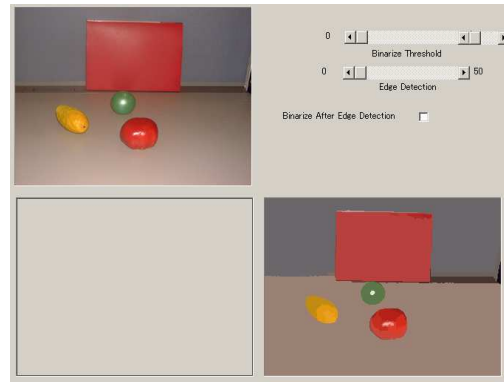 0
Binarize Threshold
0 50
Edge Detection
Binarize After Edge Detection